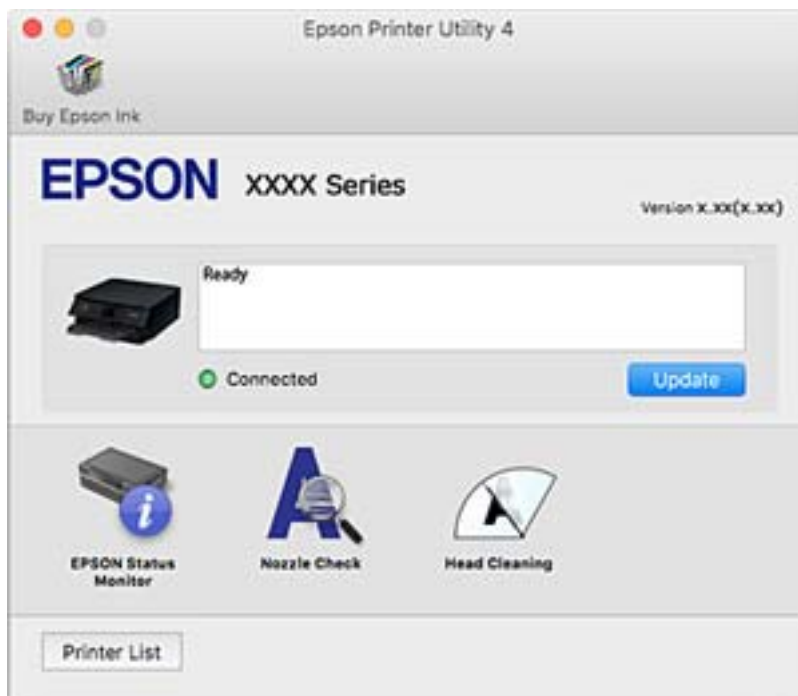 Epson Printer Utility 4
Buy Epson Ink
EPSON XXXX Series
Version X.XX(X.XX)
Ready
Connected
Update
EPSON Status
Monitor
Nozzle Check
Head Cleaning
Printer List